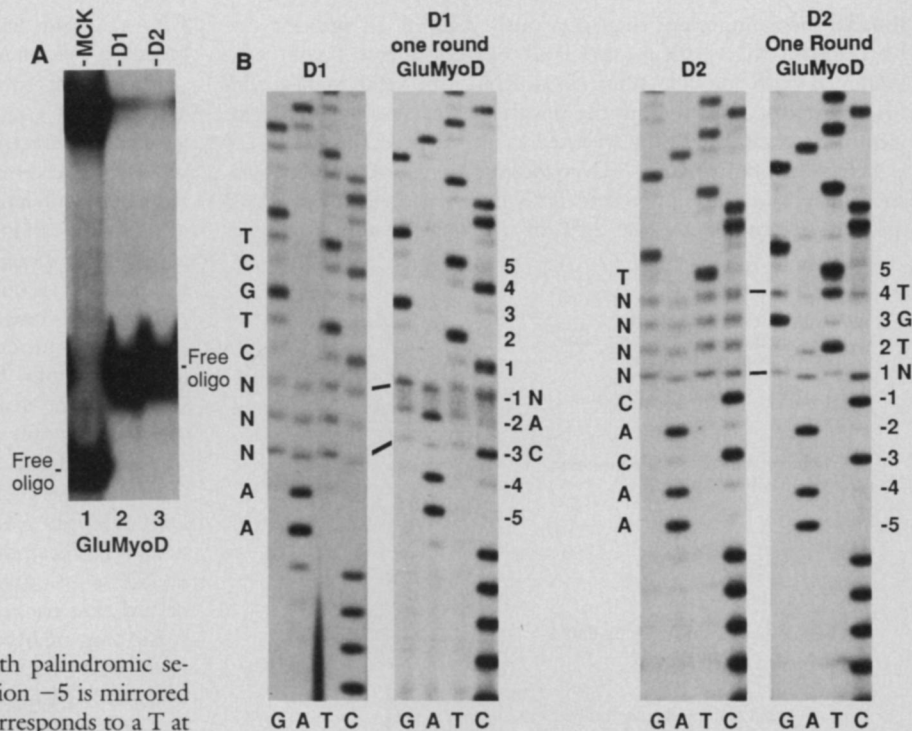 A
-MCK
-D1
-D2
Free oligo
Free oligo
1 2 3
GluMyoD
B
D1
D1 one round GluMyoD
D2
D2 One Round GluMyoD
T
C
G
T
C
N
N
N
A
A
5
4
3
2
1
-1 N
-2 A
-3 C
-4
-5
T
N
N
N
N
C
A
C
A
A
5
4 T
3 G
2 T
1 N
-1
-2
-3
-4
-5
G A T C
G A T C
G A T C
G A T C
th palindromic se-
ion −5 is mirrored
orresponds to a T at